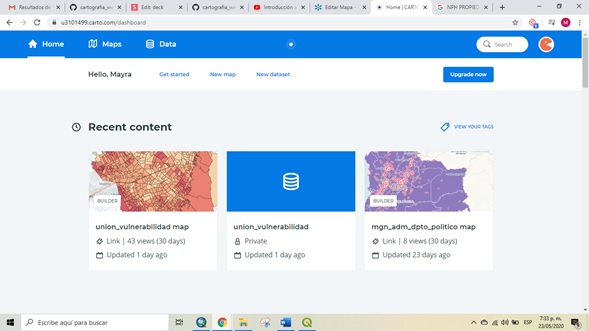 Resultados de
cartografia_w
Edit deck
cartografia_w
Introducción
Editar Mapa -
Home | CARTO
NPH PROPIED
u3101499.carto.com/dashboard
M
Home
Maps
Data
Search
Hello, Mayra
Get started
New map
New dataset
Upgrade now
Recent content
VIEW YOUR TAGS
BUILDER
BUILDER
union_vulnerabilidad map
union_vulnerabilidad
mgn_adm_dpto_politico map
Link | 43 views (30 days)
Private
Link | 8 views (30 days)
Updated 1 day ago
Updated 1 day ago
Updated 23 days ago
Escribe aquí para buscar
ESP
7:33 p. m.
23/05/2020